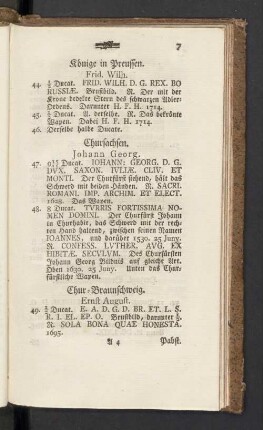 7
Könige in Preussen.
Frid. Wilh.
44. ½ Ducat. FRID. WILH. D. G. REX. BO
RUSSIÆ. Brustbild. R. Der mit der
Krone bedekte Stern des schwarzen Adler-
Ordens. Darunter H. F. H. 1714.
45. ½ Ducat. A. derselbe. R. Das bekrönte
Wapen. Dabei H. F. H. 1714.
46. Derselbe halbe Ducate.
Chursachsen.
Johann Georg.
47. Ducat. IOHANN: GEORG. D. G.
DVX. SAXON. IVLIÆ. CLIV. ET
MONTI. Der Churfürst stehend, hält das
Schwerd mit beiden Händen. R. SACRI.
ROMANI. IMP. ARCHIM. ET ELECT.
1628. Das Wapen.
48. 8 Ducat. TVRRIS FORTISSIMA NO-
MEN DOMINI. Der Churfürst Johann
in Churhabit, das Schwerd mit der rech-
ten Hand haltend, zwischen seinen Namen
IOANNES, und darüber 1530. 25 Juny.
R. CONFESS. LVTHER. AVG. EX
HIBITÆ. SECVLVM. Des Churfürsten
Johann Georg Bildnis auf gleiche Art.
Oben 1630. 25 Juny. Unten das Chur-
fürstliche Wapen.
Chur-Braunschweig.
Ernst August.
49. ½ Ducat. E. A. D. G. D. BR. ET. L. S.
R. I. EL. EP. O. Brustbild, darunter ½.
R. SOLA BONA QUAE HONESTA.
1695.
A 4
Pabst.